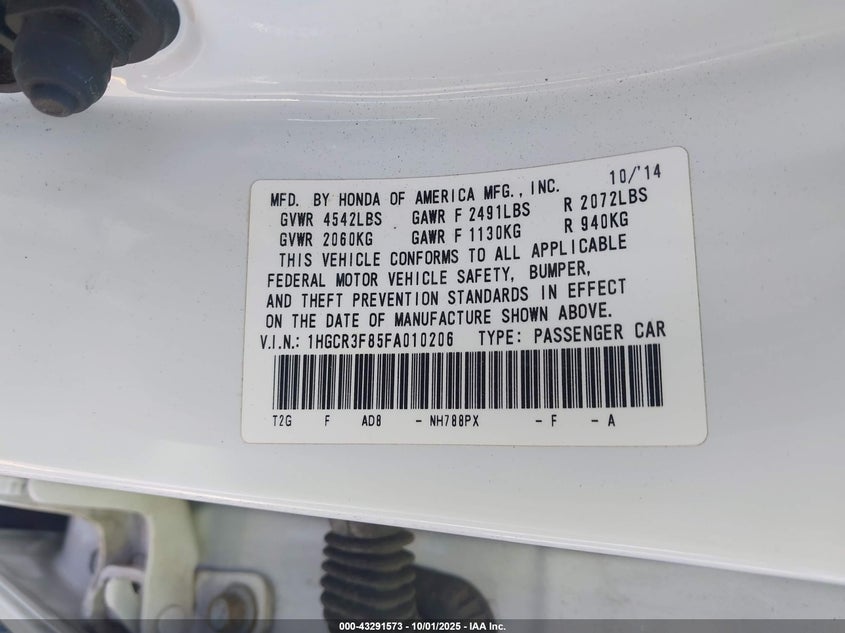 10/'14
MFD. BY HONDA OF AMERICA MFG., INC.
GVWR 4542LBS GAWR F 2491LBS R 2072LBS
GVWR 2060KG GAWR F 1130KG R 940KG
THIS VEHICLE CONFORMS TO ALL APPLICABLE
FEDERAL MOTOR VEHICLE SAFETY, BUMPER,
AND THEFT PREVENTION STANDARDS IN EFFECT
ON THE DATE OF MANUFACTURE SHOWN ABOVE.
V.I.N.: 1HGCR3F85FA010206 TYPE: PASSENGER CAR
T2G F AD8 - NH788PX - F - A
000-43291573 - 10/01/2025 - IAA Inc.